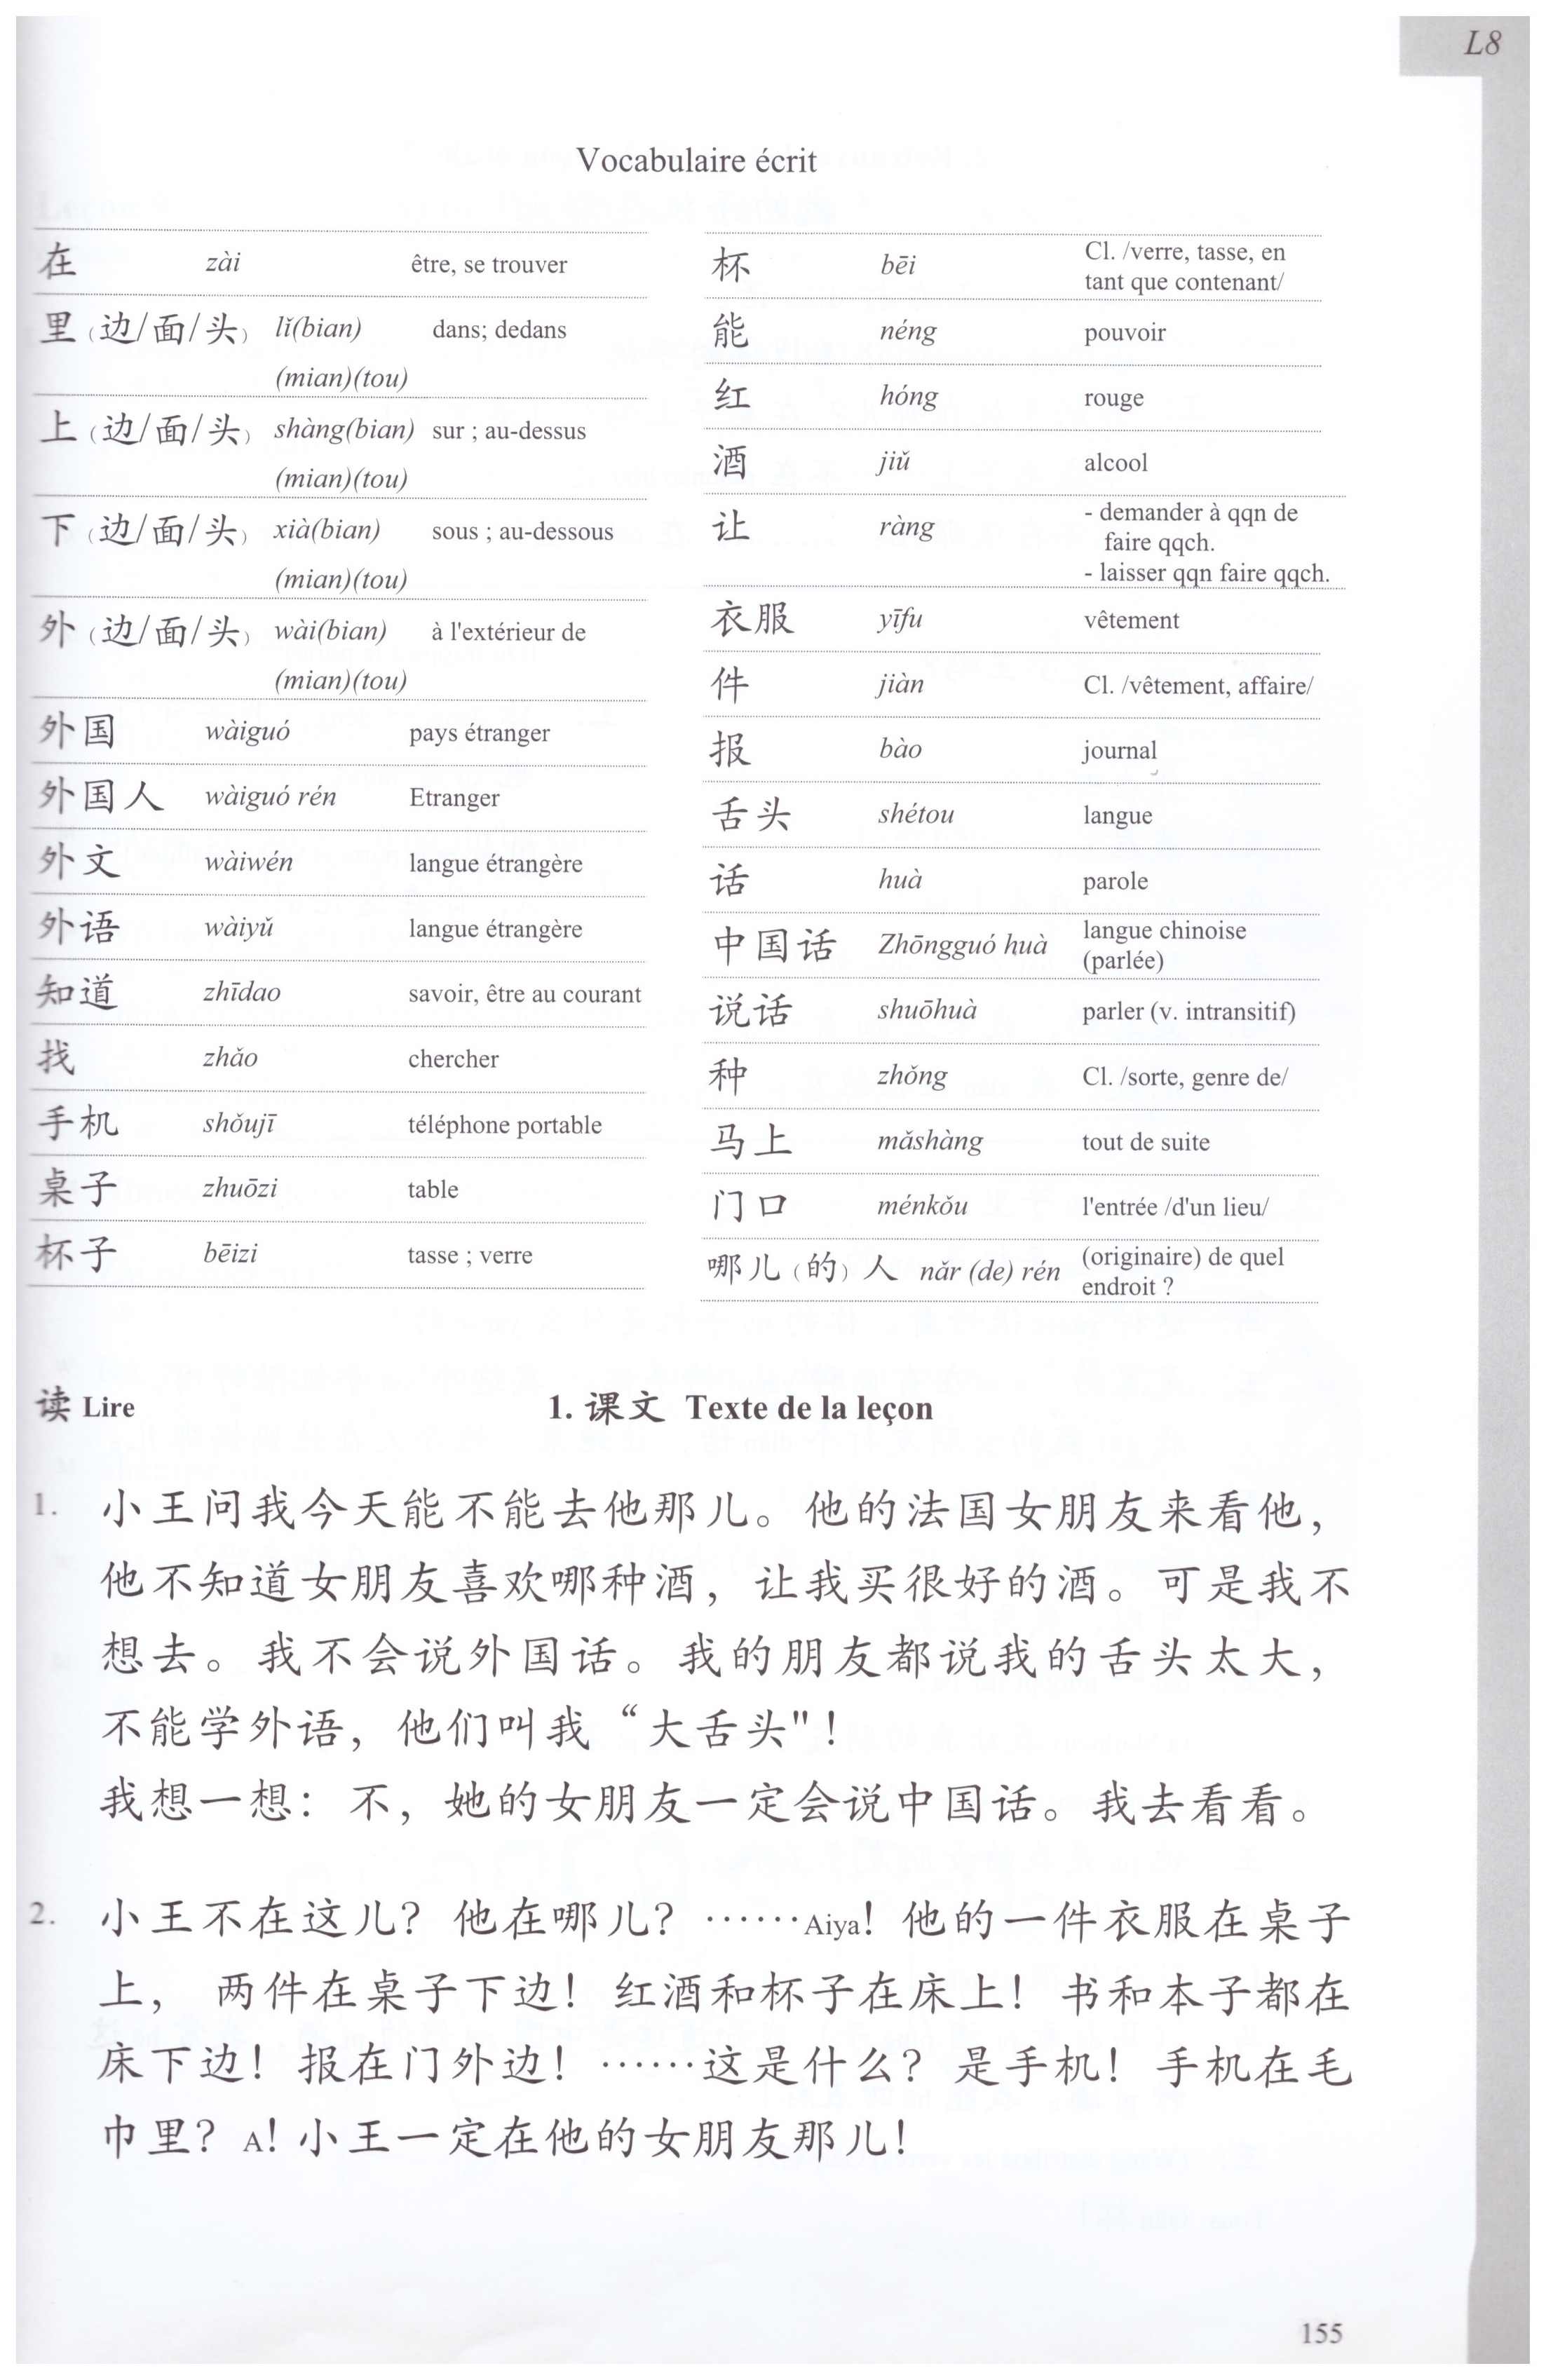 L8
Vocabulaire écrit
在 zài être, se trouver
里（边/面/头） lǐ(bian) dans; dedans
(mian)(tou)
上（边/面/头） shàng(bian) sur ; au-dessus
(mian)(tou)
下（边/面/头） xià(bian) sous ; au-dessous
(mian)(tou)
外（边/面/头） wài(bian) à l'extérieur de
(mian)(tou)
外国 wàiguó pays étranger
外国人 wàiguó rén Etranger
外文 wàiwén langue étrangère
外语 wàiyǔ langue étrangère
知道 zhīdao savoir, être au courant
找 zhǎo chercher
手机 shǒujī téléphone portable
桌子 zhuōzi table
杯子 bēizi tasse ; verre
杯 bēi Cl. /verre, tasse, en
tant que contenant/
能 néng pouvoir
红 hóng rouge
酒 jiǔ alcool
让 ràng - demander à qqn de
faire qqch.
- laisser qqn faire qqch.
衣服 yīfu vêtement
件 jiàn Cl. /vêtement, affaire/
报 bào journal
舌头 shétou langue
话 huà parole
中国话 Zhōngguó huà langue chinoise
(parlée)
说话 shuōhuà parler (v. intransitif)
种 zhǒng Cl. /sorte, genre de/
马上 mǎshàng tout de suite
门口 ménkǒu l'entrée /d'un lieu/
哪儿（的）人 nǎr (de) rén (originaire) de quel
endroit ?
读 Lire
1. 课文 Texte de la leçon
1. 小王问我今天能不能去他那儿。他的法国女朋友来看他，
他不知道女朋友喜欢哪种酒，让我买很好的酒。可是我不
想去。我不会说外国话。我的朋友都说我的舌头太大，
不能学外语，他们叫我“大舌头"！
我想一想：不，她的女朋友一定会说中国话。我去看看。
2. 小王不在这儿？他在哪儿？……Aiya！他的一件衣服在桌子
上，两件在桌子下边！红酒和杯子在床上！书和本子都在
床下边！报在门外边！……这是什么？是手机！手机在毛
巾里？A！小王一定在他的女朋友那儿！
155